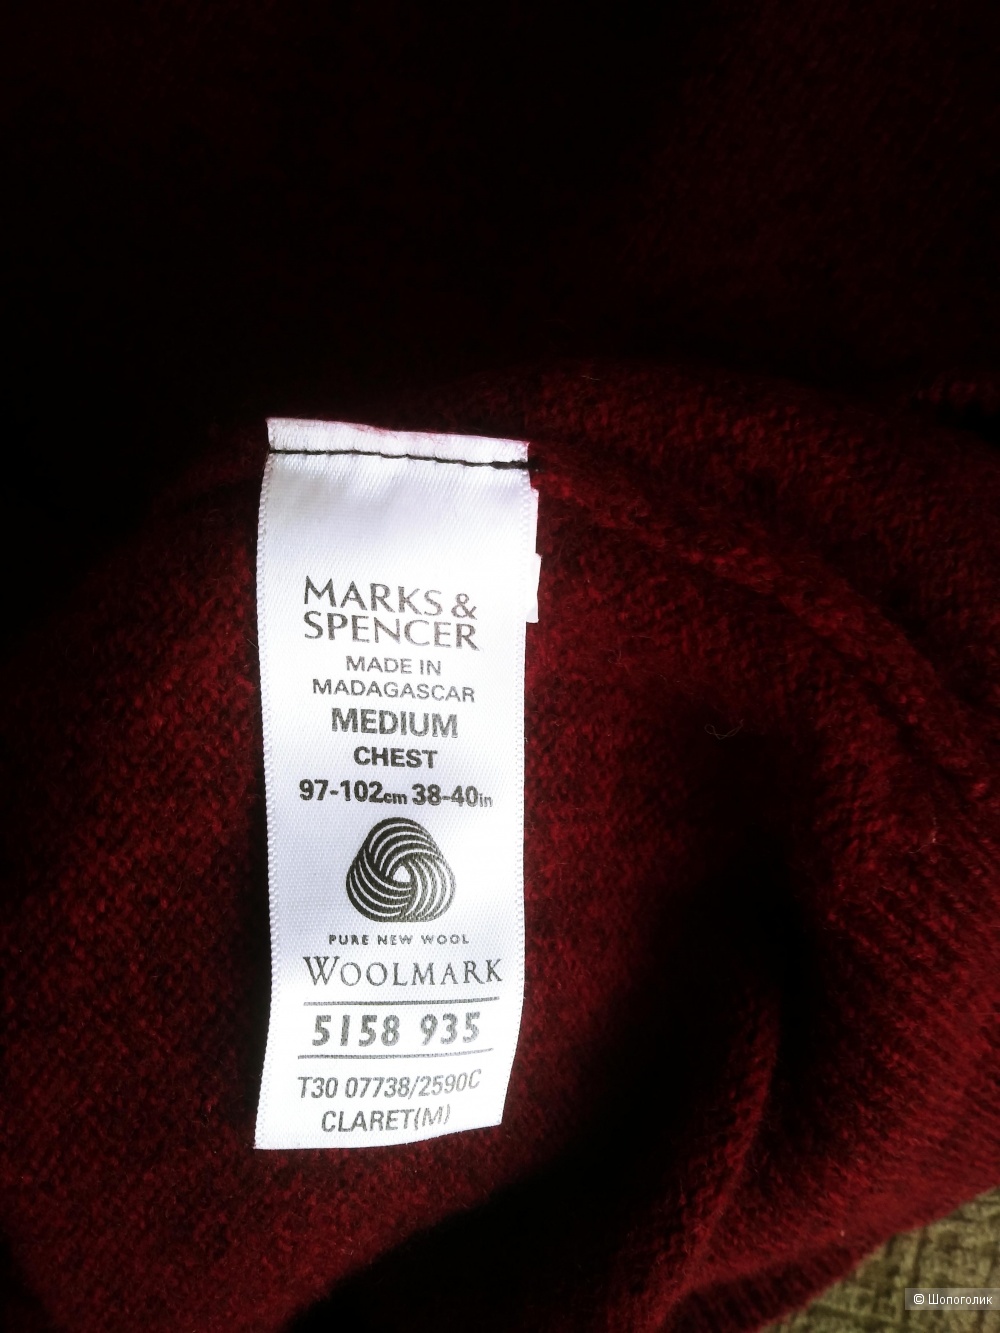 MARKS &
SPENCER
MADE IN
MADAGASCAR
MEDIUM
CHEST
97-102cm 38-40in
PURE NEW WOOL
WOOLMARK
5158 935
T30 07738/2590C
CLARET(M)
© Шопоголик